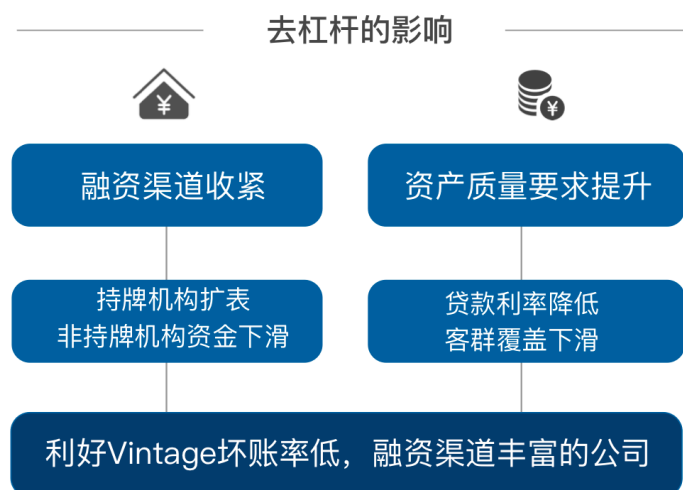 去杠杆的影响
融资渠道收紧
资产质量要求提升
持牌机构扩表
非持牌机构资金下滑
贷款利率降低
客群覆盖下滑
利好Vintage坏账率低，融资渠道丰富的公司